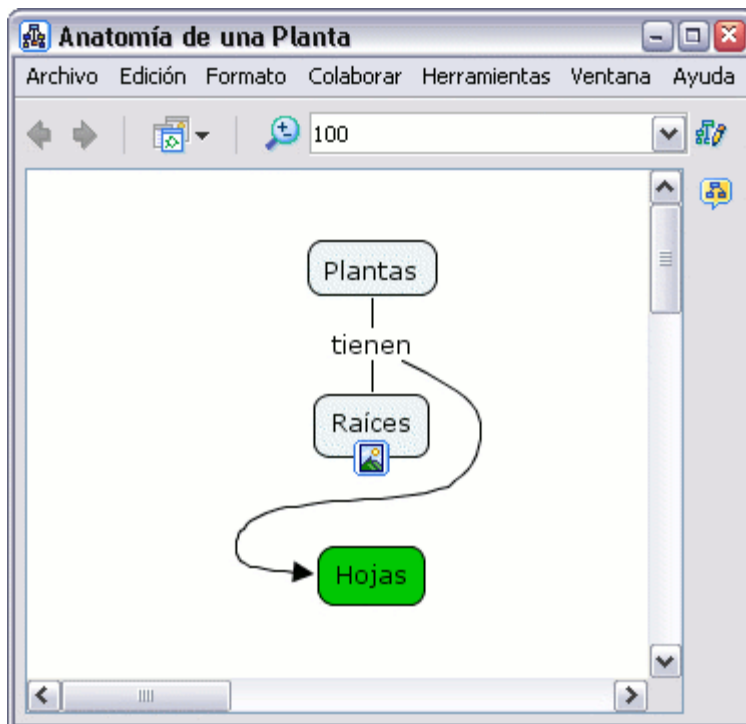 Anatomía de una Planta
Archivo Edición Formato Colaborar Herramientas Ventana Ayuda
100
Plantas
tienen
Raíces
Hojas